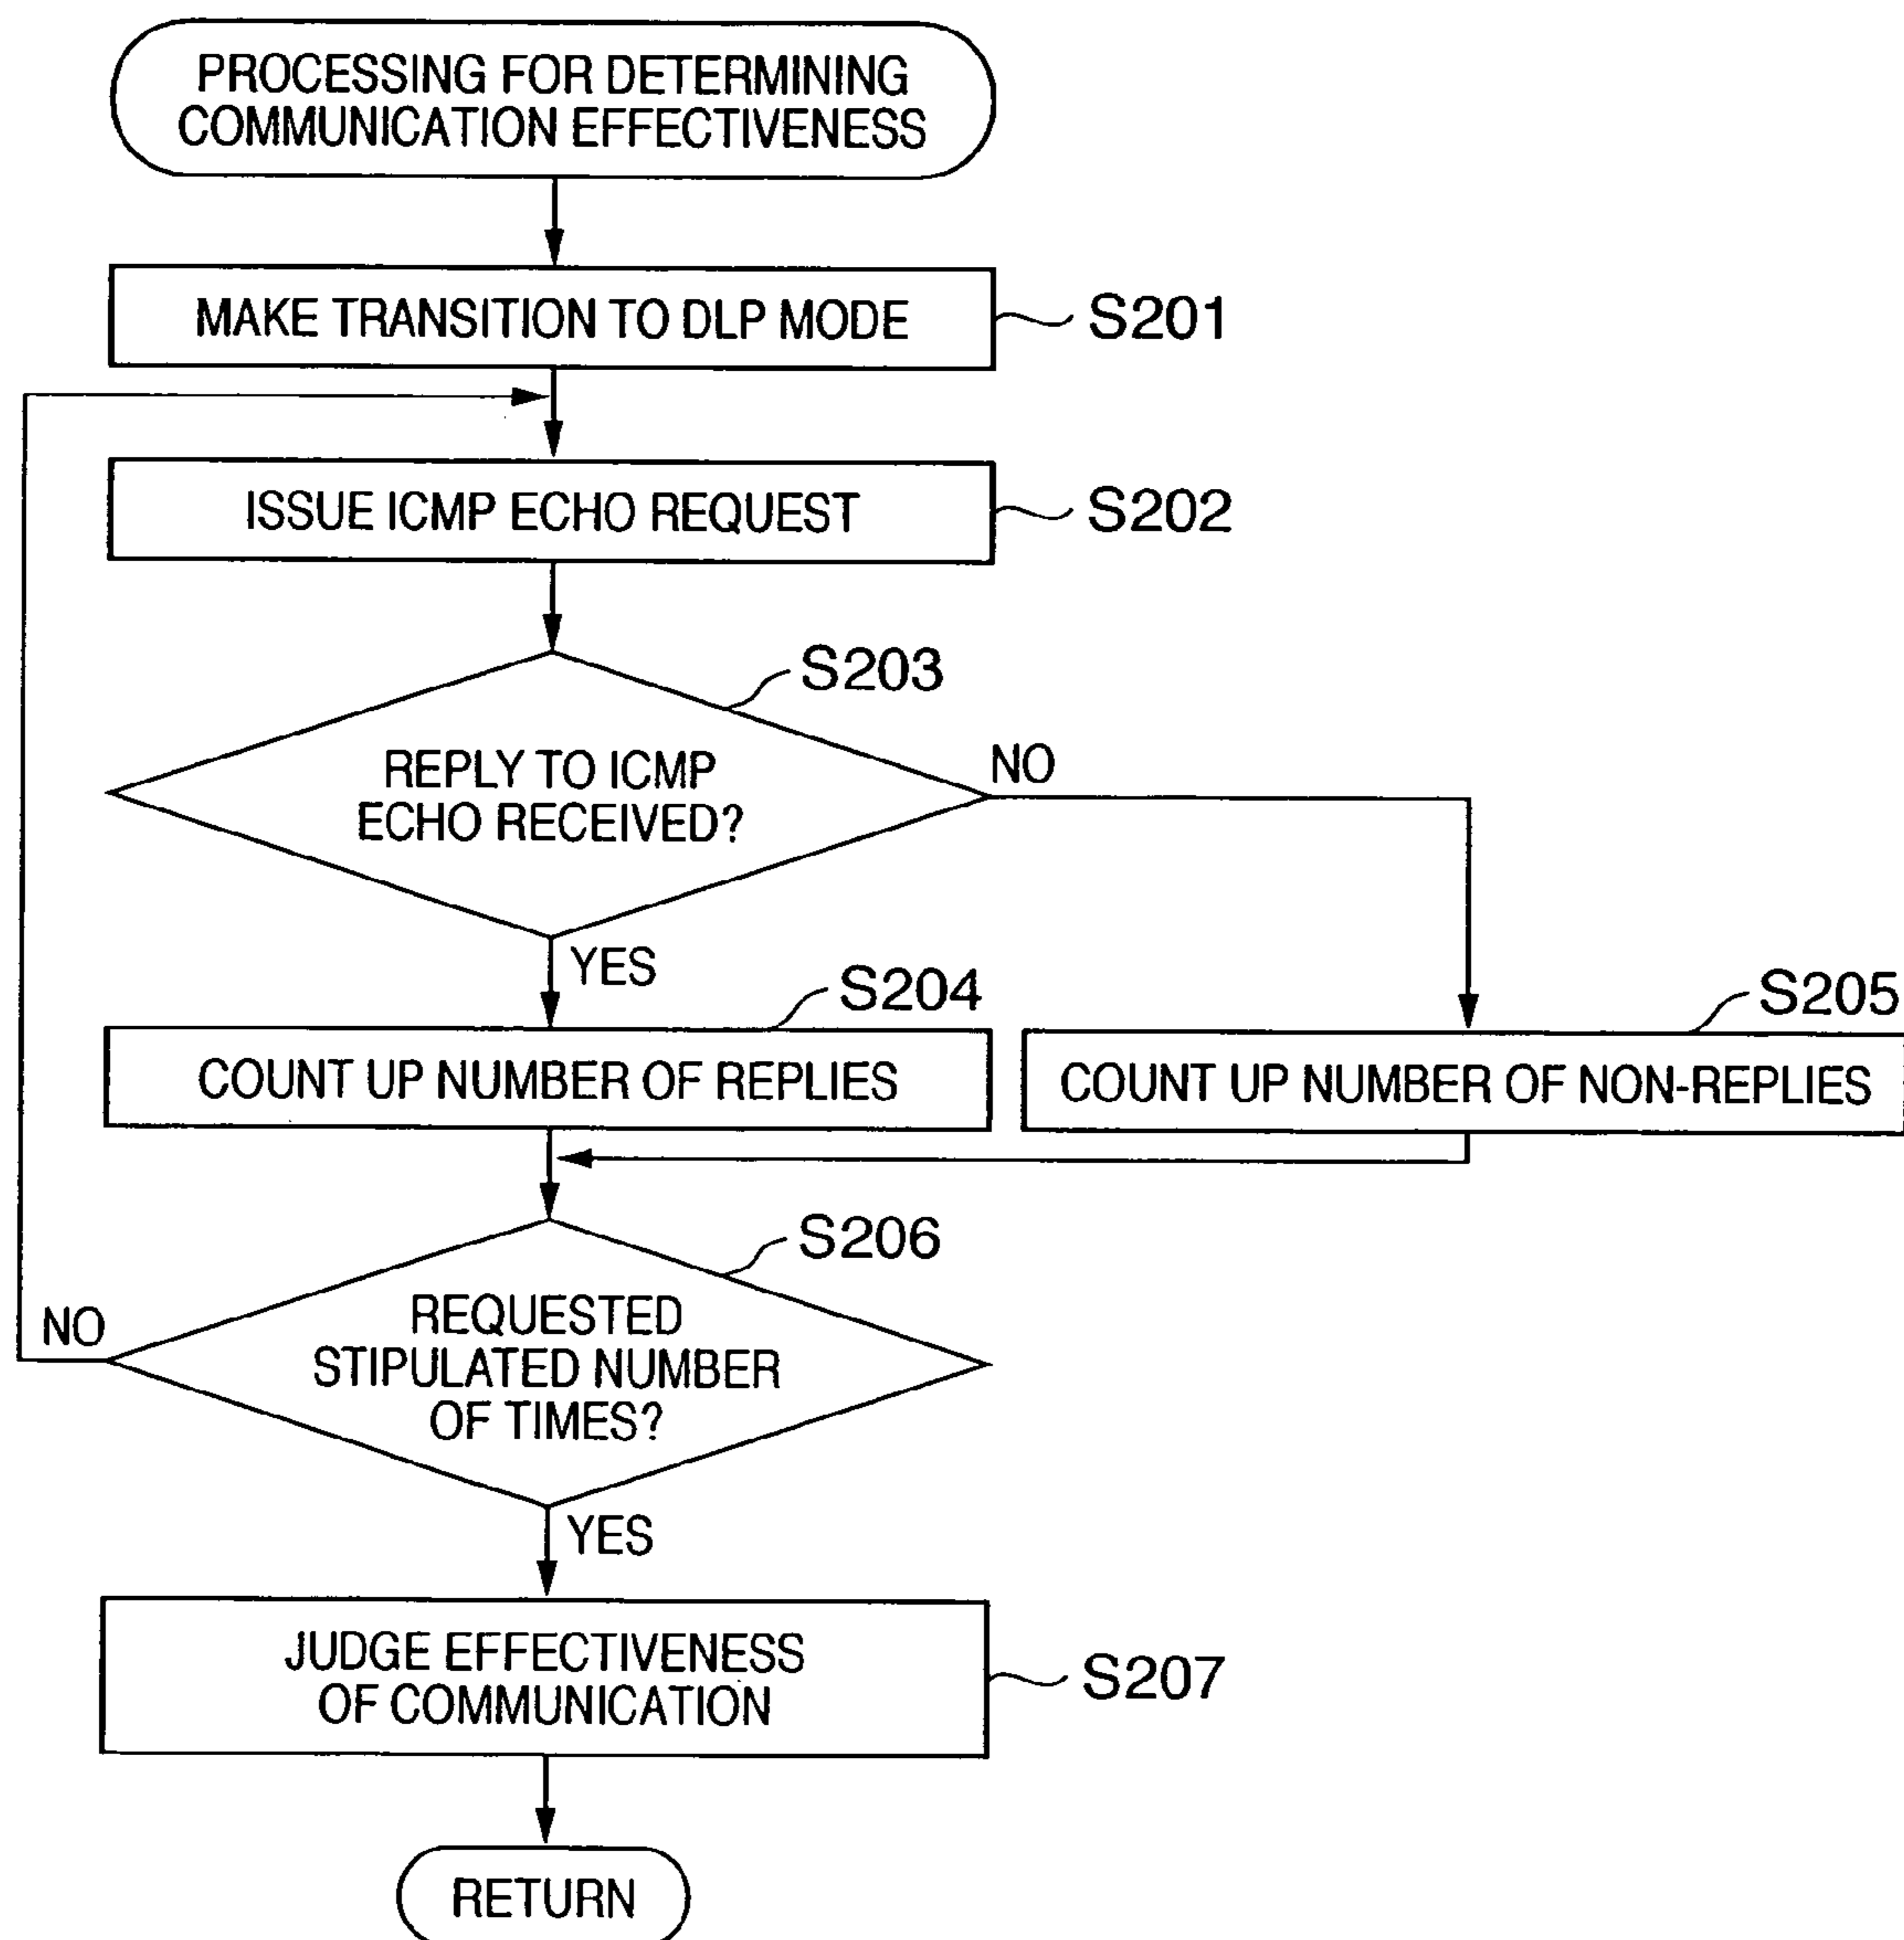 PROCESSING FOR DETERMINING
COMMUNICATION EFFECTIVENESS
MAKE TRANSITION TO DLP MODE
S201
ISSUE ICMP ECHO REQUEST
S202
S203
REPLY TO ICMP
ECHO RECEIVED?
NO
YES
S204
S205
COUNT UP NUMBER OF REPLIES
COUNT UP NUMBER OF NON-REPLIES
S206
REQUESTED
STIPULATED NUMBER
OF TIMES?
NO
YES
JUDGE EFFECTIVENESS
OF COMMUNICATION
S207
RETURN